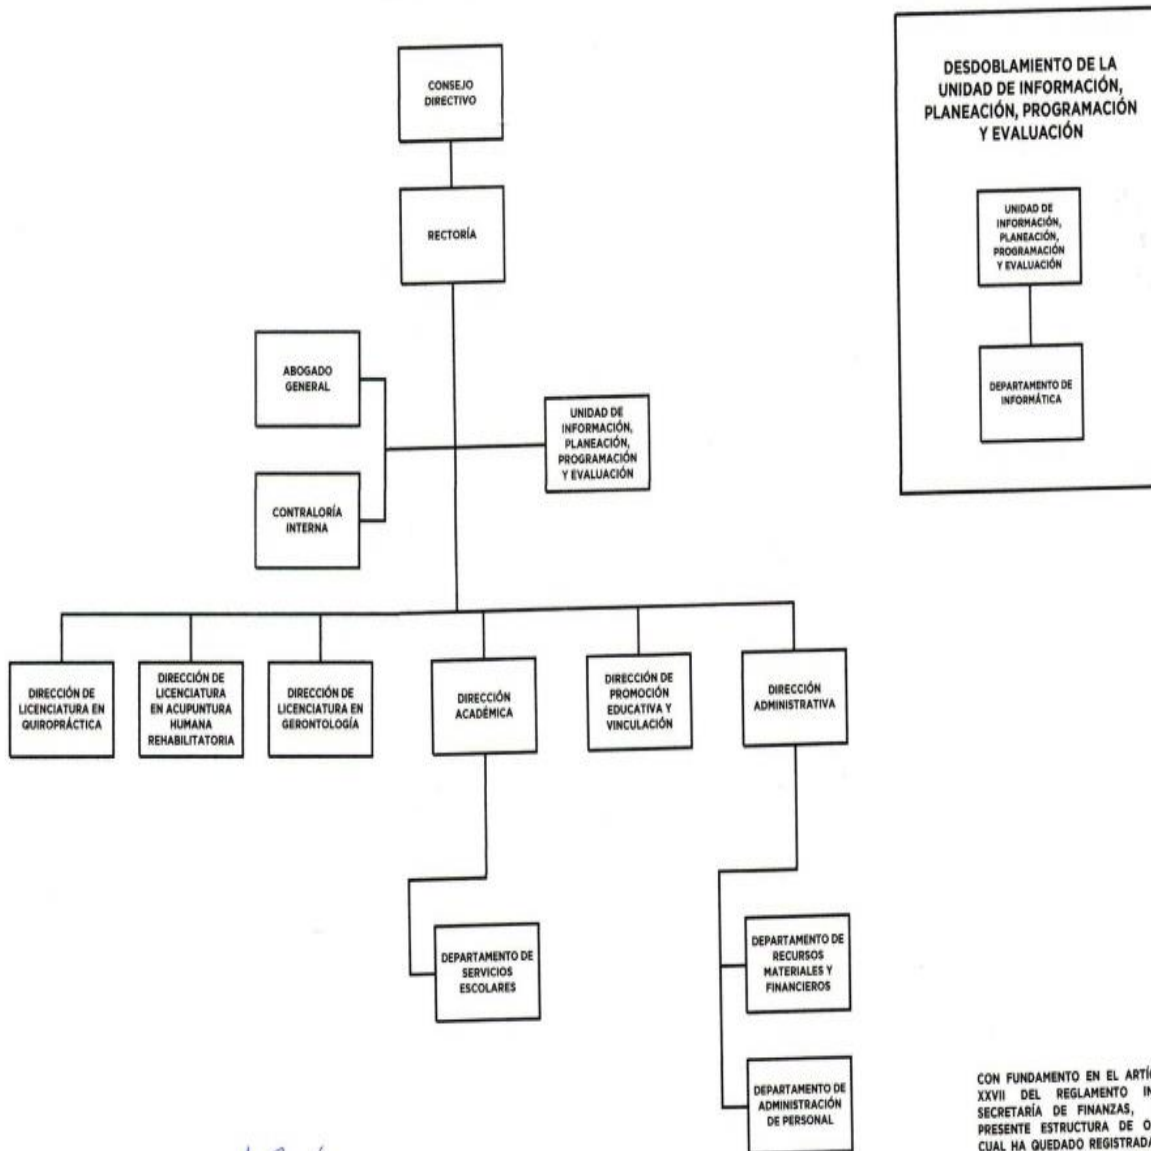 CONSEJO
DIRECTIVO
RECTORÍA
ABOGADO
GENERAL
CONTRALORÍA
INTERNA
UNIDAD DE
INFORMACIÓN,
PLANEACIÓN,
PROGRAMACIÓN
Y EVALUACIÓN
DIRECCIÓN DE
LICENCIATURA EN
QUIROPRÁCTICA
DIRECCIÓN DE
LICENCIATURA
EN ACUPUNTURA
HUMANA
REHABILITATORIA
DIRECCIÓN DE
LICENCIATURA EN
GERONTOLOGÍA
DIRECCIÓN
ACADÉMICA
DIRECCIÓN DE
PROMOCIÓN
EDUCATIVA Y
VINCULACIÓN
DIRECCIÓN
ADMINISTRATIVA
DEPARTAMENTO DE
SERVICIOS
ESCOLARES
DEPARTAMENTO DE
RECURSOS
MATERIALES Y
FINANCIEROS
DEPARTAMENTO DE
ADMINISTRACIÓN
DE PERSONAL
DESDOBLAMIENTO DE LA
UNIDAD DE INFORMACIÓN,
PLANEACIÓN, PROGRAMACIÓN
Y EVALUACIÓN
UNIDAD DE
INFORMACIÓN,
PLANEACIÓN,
PROGRAMACIÓN
Y EVALUACIÓN
DEPARTAMENTO DE
INFORMÁTICA
CON FUNDAMENTO EN EL
XXVII DEL REGLAMENTO
SECRETARÍA DE FINANZAS,
PRESENTE ESTRUCTURA DE
CUAL HA QUEDADO REGISTRADA